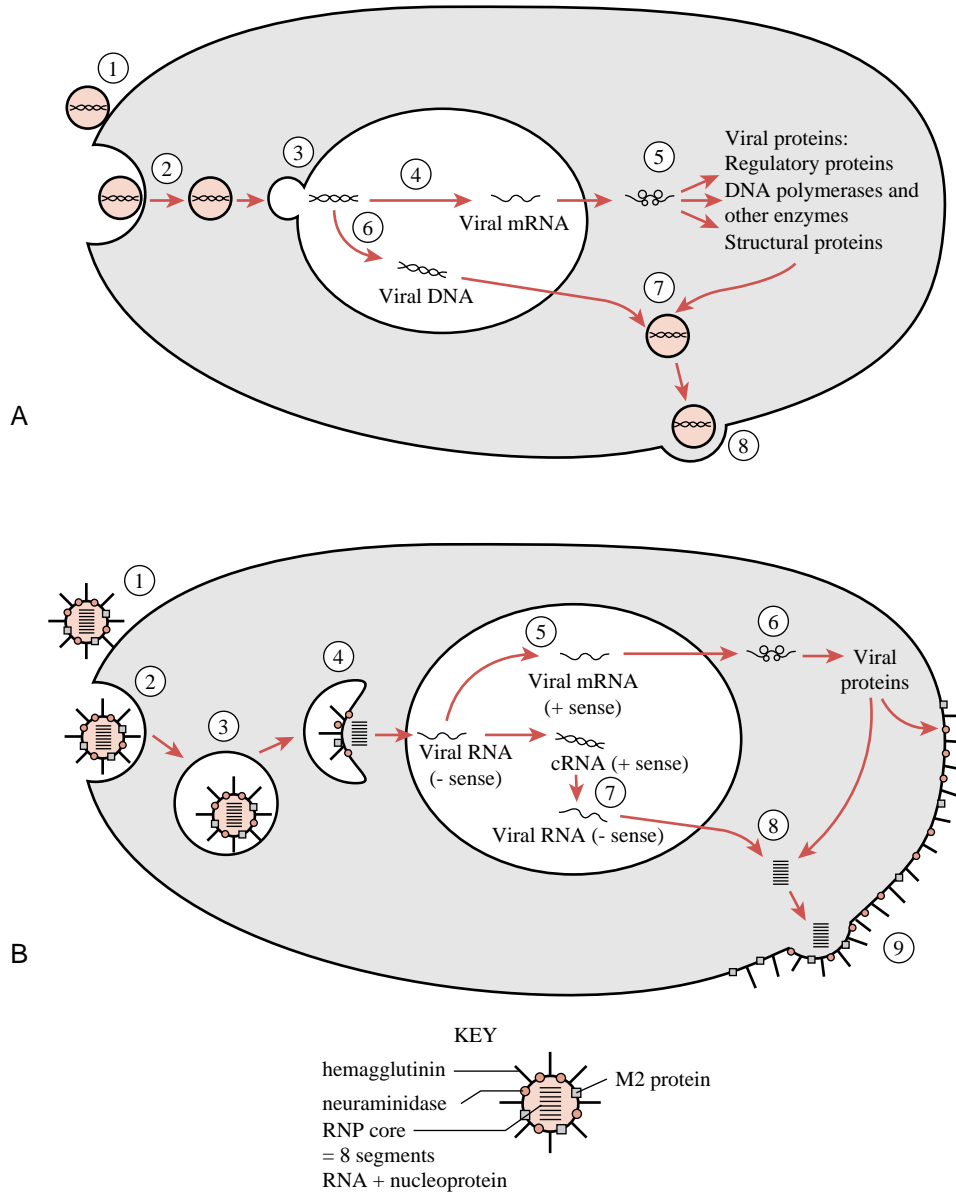 1
2
3
4
5
6
7
8
Viral proteins:
Regulatory proteins
DNA polymerases and
other enzymes
Structural proteins
Viral mRNA
Viral DNA
A
1
2
3
4
5
6
7
8
9
Viral mRNA
(+ sense)
Viral RNA
(- sense)
cRNA (+ sense)
Viral RNA (- sense)
Viral
proteins
B
KEY
hemagglutinin
neuraminidase
RNP core
= 8 segments
RNA + nucleoprotein
M2 protein